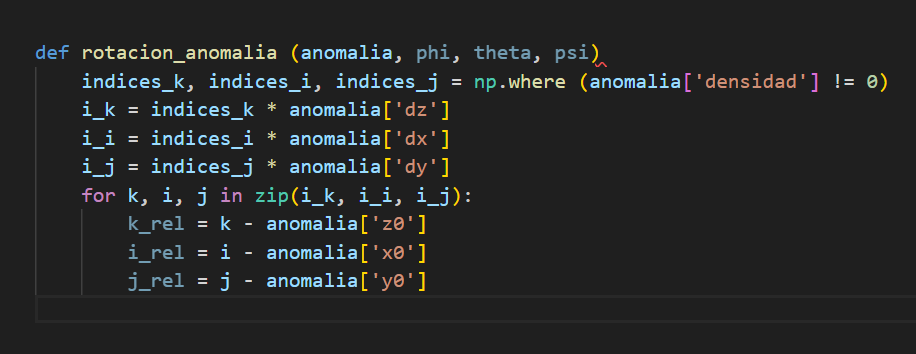 def rotacion_anomalia (anomalia, phi, theta, psi)
    indices_k, indices_i, indices_j = np.where (anomalia['densidad'] != 0)
    i_k = indices_k * anomalia['dz']
    i_i = indices_i * anomalia['dx']
    i_j = indices_j * anomalia['dy']
    for k, i, j in zip(i_k, i_i, i_j):
        k_rel = k - anomalia['z0']
        i_rel = i - anomalia['x0']
        j_rel = j - anomalia['y0']